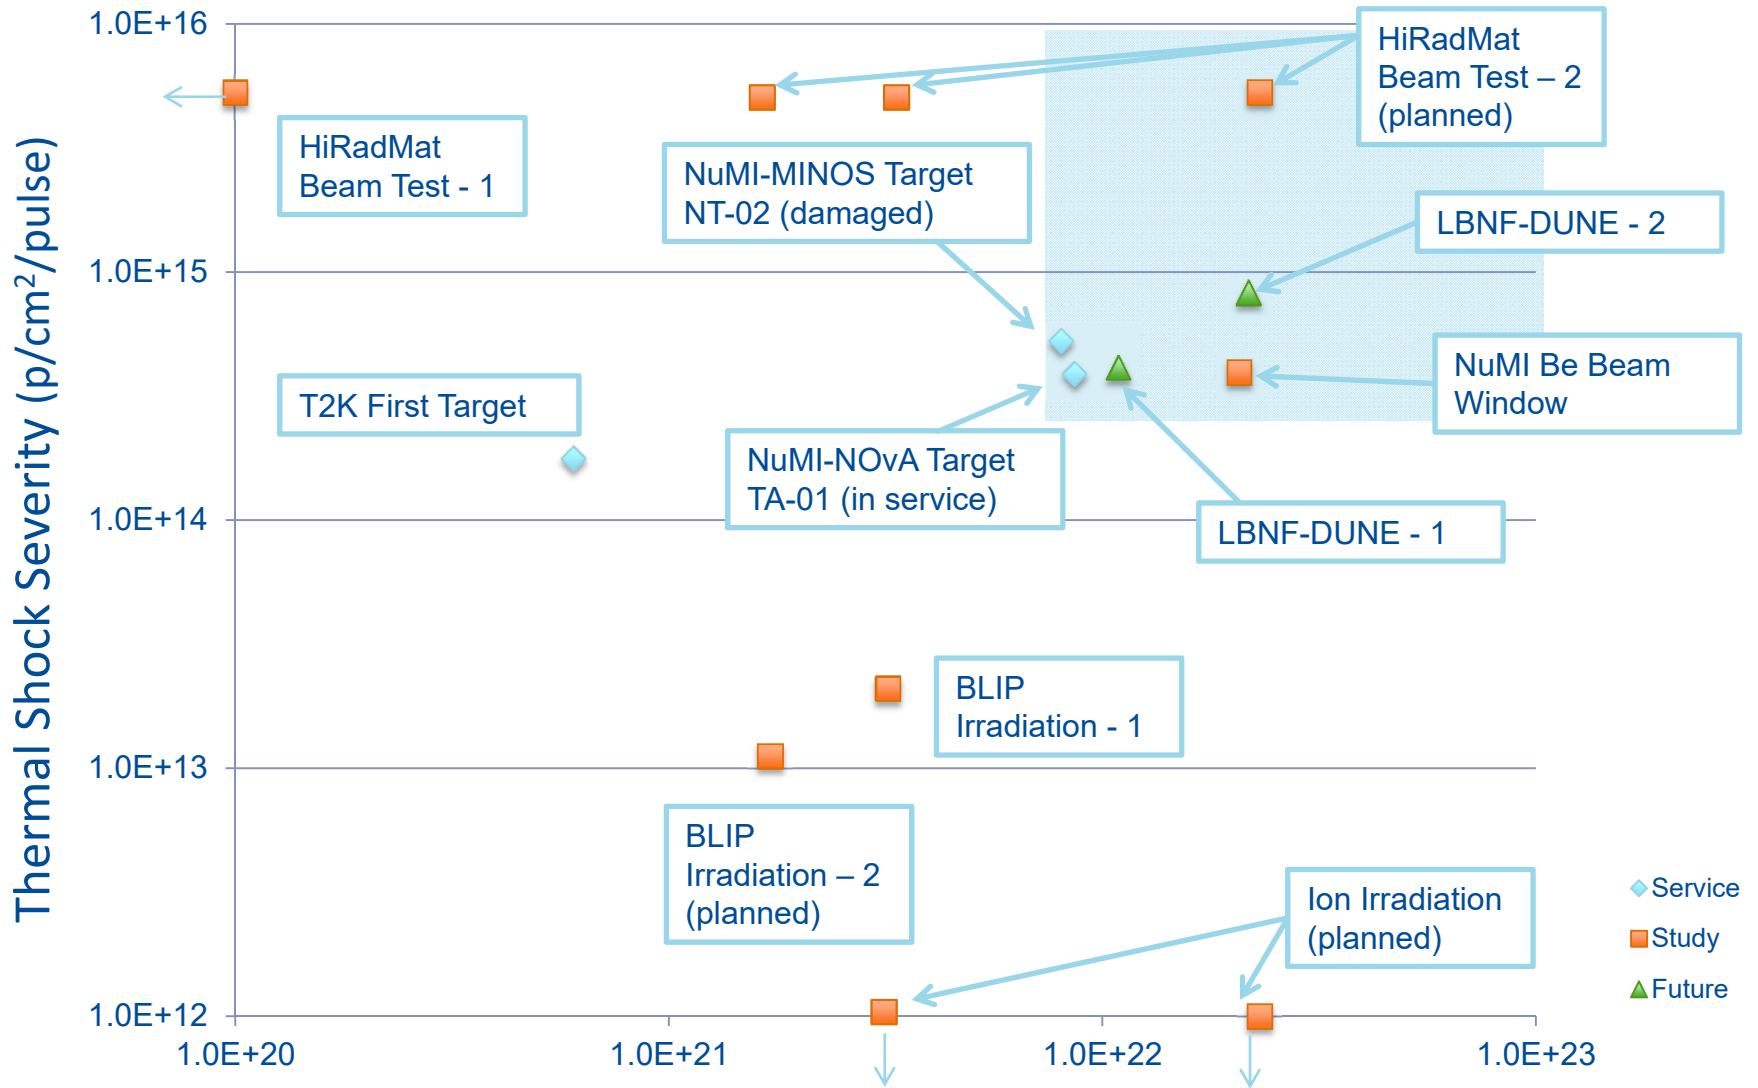 1.0E+16
HiRadMat
Beam Test – 2
(planned)
HiRadMat
Beam Test - 1
NuMI-MINOS Target
NT-02 (damaged)
LBNF-DUNE - 2
1.0E+15
T2K First Target
NuMI Be Beam
Window
NuMI-NOvA Target
TA-01 (in service)
1.0E+14
LBNF-DUNE - 1
BLIP
Irradiation - 1
1.0E+13
BLIP
Irradiation – 2
(planned)
Ion Irradiation
(planned)
Service
Study
Future
1.0E+12
1.0E+20
1.0E+21
1.0E+22
1.0E+23
Thermal Shock Severity (p/cm²/pulse)